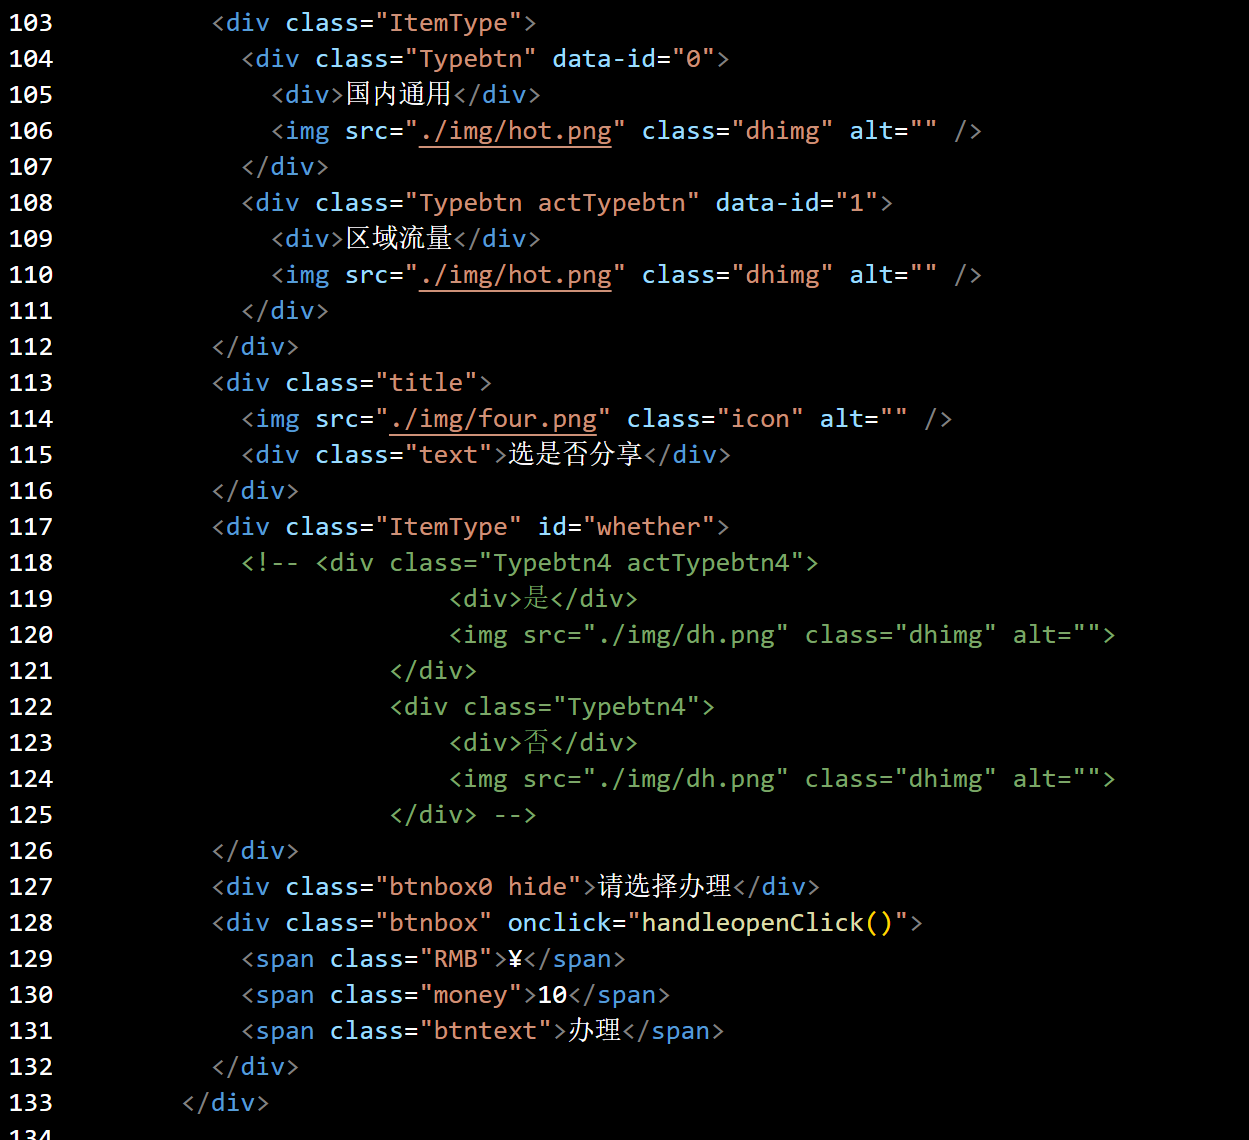 103 <div class="ItemType">
104 <div class="Typebtn" data-id="0">
105 <div>国内通用</div>
106 <img src="./img/hot.png" class="dhimg" alt="" />
107 </div>
108 <div class="Typebtn actTypebtn" data-id="1">
109 <div>区域流量</div>
110 <img src="./img/hot.png" class="dhimg" alt="" />
111 </div>
112 </div>
113 <div class="title">
114 <img src="./img/four.png" class="icon" alt="" />
115 <div class="text">选是否分享</div>
116 </div>
117 <div class="ItemType" id="whether">
118 <!-- <div class="Typebtn4 actTypebtn4">
119 <div>是</div>
120 <img src="./img/dh.png" class="dhimg" alt="">
121 </div>
122 <div class="Typebtn4">
123 <div>否</div>
124 <img src="./img/dh.png" class="dhimg" alt="">
125 </div> -->
126 </div>
127 <div class="btnbox0 hide">请选择办理</div>
128 <div class="btnbox" onclick="handleopenClick()">
129 <span class="RMB">¥</span>
130 <span class="money">10</span>
131 <span class="btntext">办理</span>
132 </div>
133 </div>
134